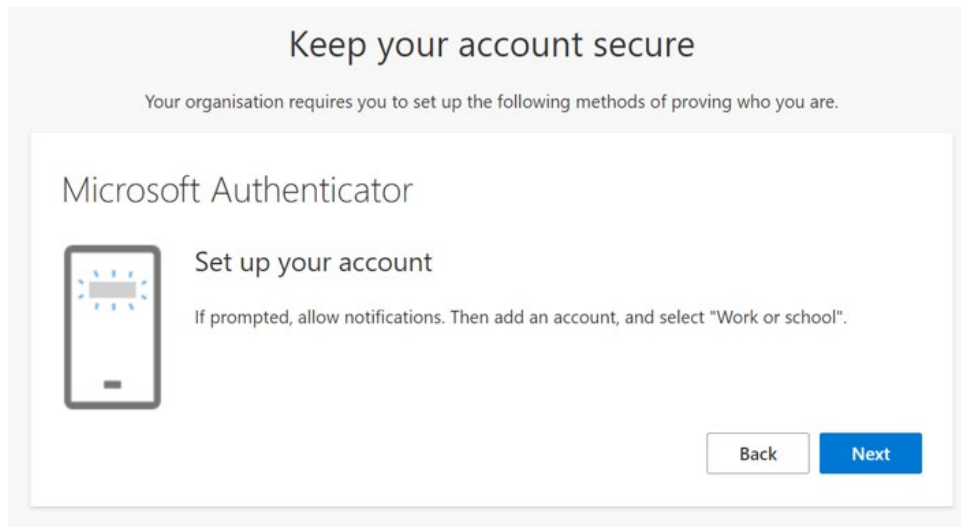 Keep your account secure
Your organisation requires you to set up the following methods of proving who you are.
Microsoft Authenticator
Set up your account
If prompted, allow notifications. Then add an account, and select "Work or school".
Back Next